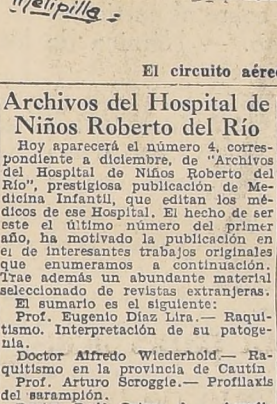 Melipilla:=
El circuito aére
Archivos del Hospital de
Niños Roberto del Río
Hoy aparecerá el número 4, corres-
pondiente a diciembre, de "Archivos
del Hospital de Niños Roberto del
Río", prestigiosa publicación de Me-
dicina Infantil, que editan los mé-
dicos de ese Hospital. El hecho de ser
este el último número del primer
año, ha motivado la publicación en
el de interesantes trabajos originales
que enumeramos a continuación.
Trae además un abundante material
seleccionado de revistas extranjeras.
El sumario es el siguiente:
Prof. Eugenio Díaz Lira.— Raqui-
tismo. Interpretación de su patoge-
nia.
Doctor Alfredo Wiederhold.— Ra-
quitismo en la provincia de Cautín
Prof. Arturo Scroggie.— Profilaxis
del sarampión.